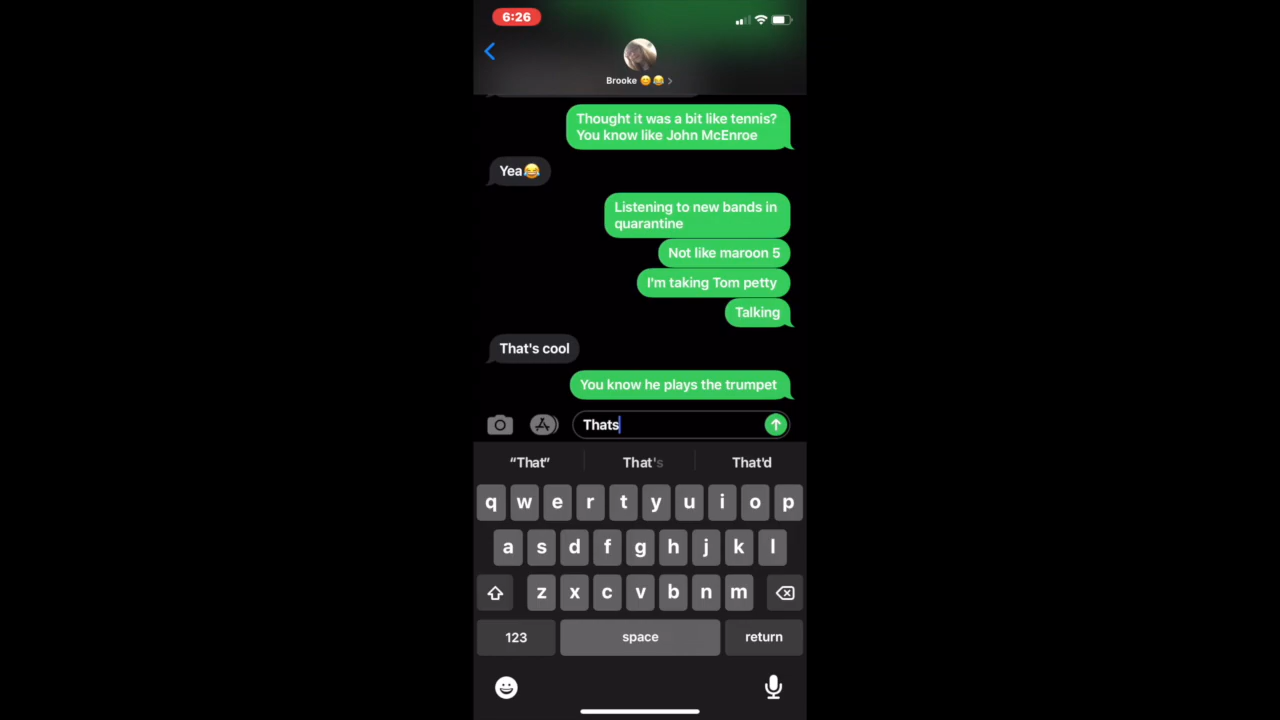 6:26
Brooke 😊😂 >
Thought it was a bit like tennis?
You know like John McEnroe
Yea😂
Listening to new bands in
quarantine
Not like maroon 5
I'm taking Tom petty
Talking
That's cool
You know he plays the trumpet
Thats
“That” That's That'd
q w e r t y u i o p
a s d f g h j k l
z x c v b n m
123 space return